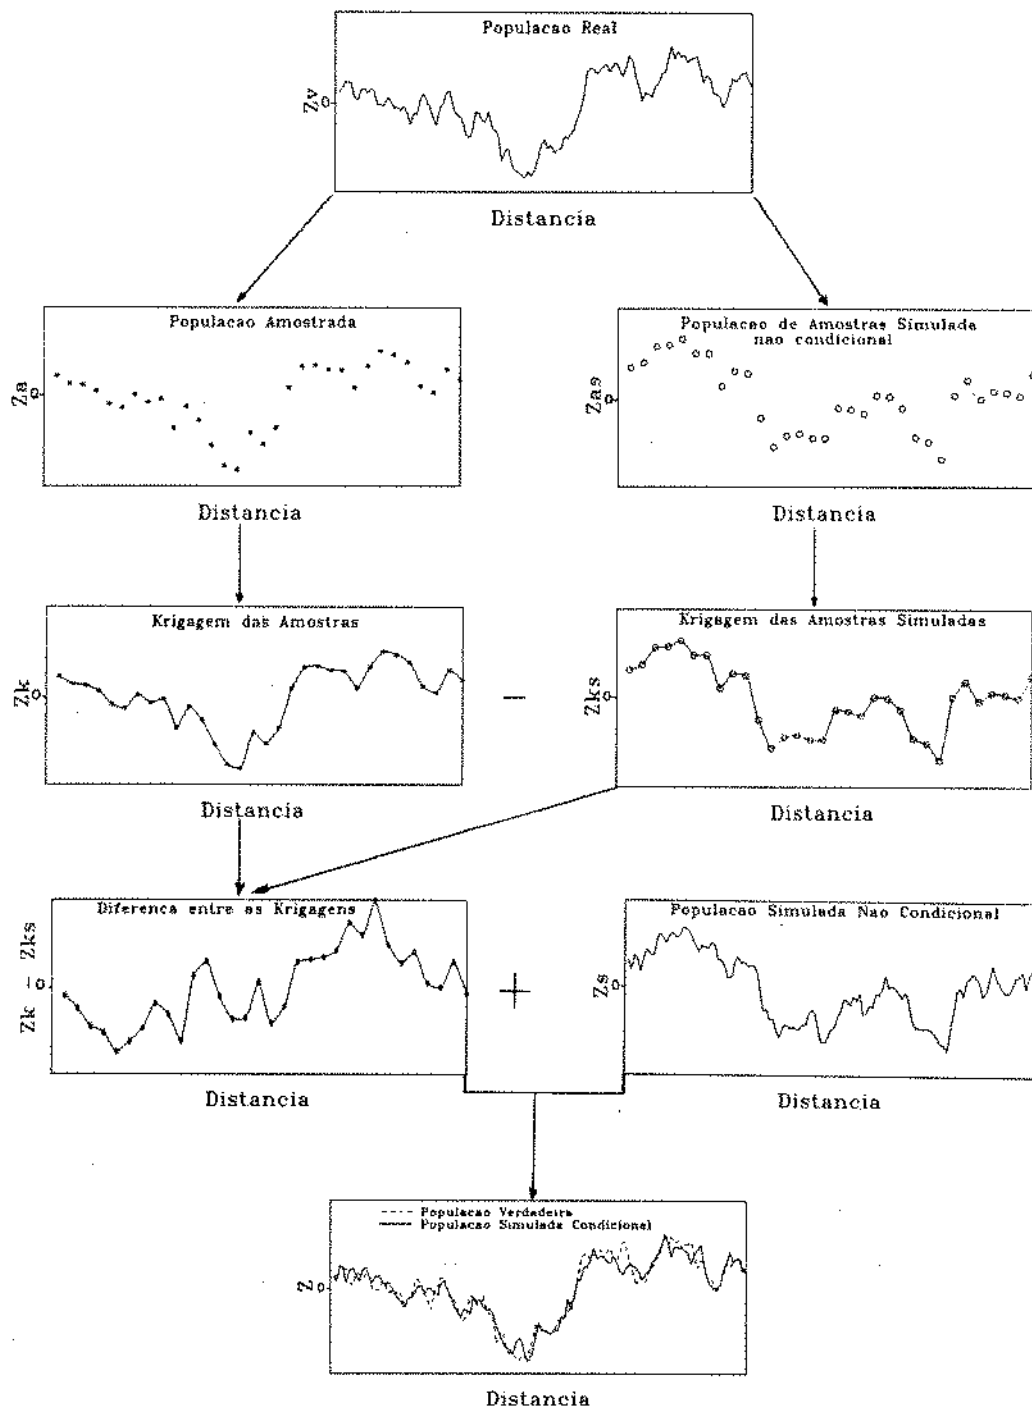 Populacao Real
Zv
0
Distancia
Populacao Amostrada
Za
0
Distancia
Populacao de Amostras Simulada
nao condicional
Zas
0
Distancia
Krigagem das Amostras
Zk
0
Distancia
−
Krigagem das Amostras Simuladas
Zks
0
Distancia
Diferenca entre as Krigagens
Zk - Zks
0
Distancia
+
Populacao Simulada Nao Condicional
Zs
0
Distancia
Populacao Verdadeira
Populacao Simulada Condicional
Z
0
Distancia